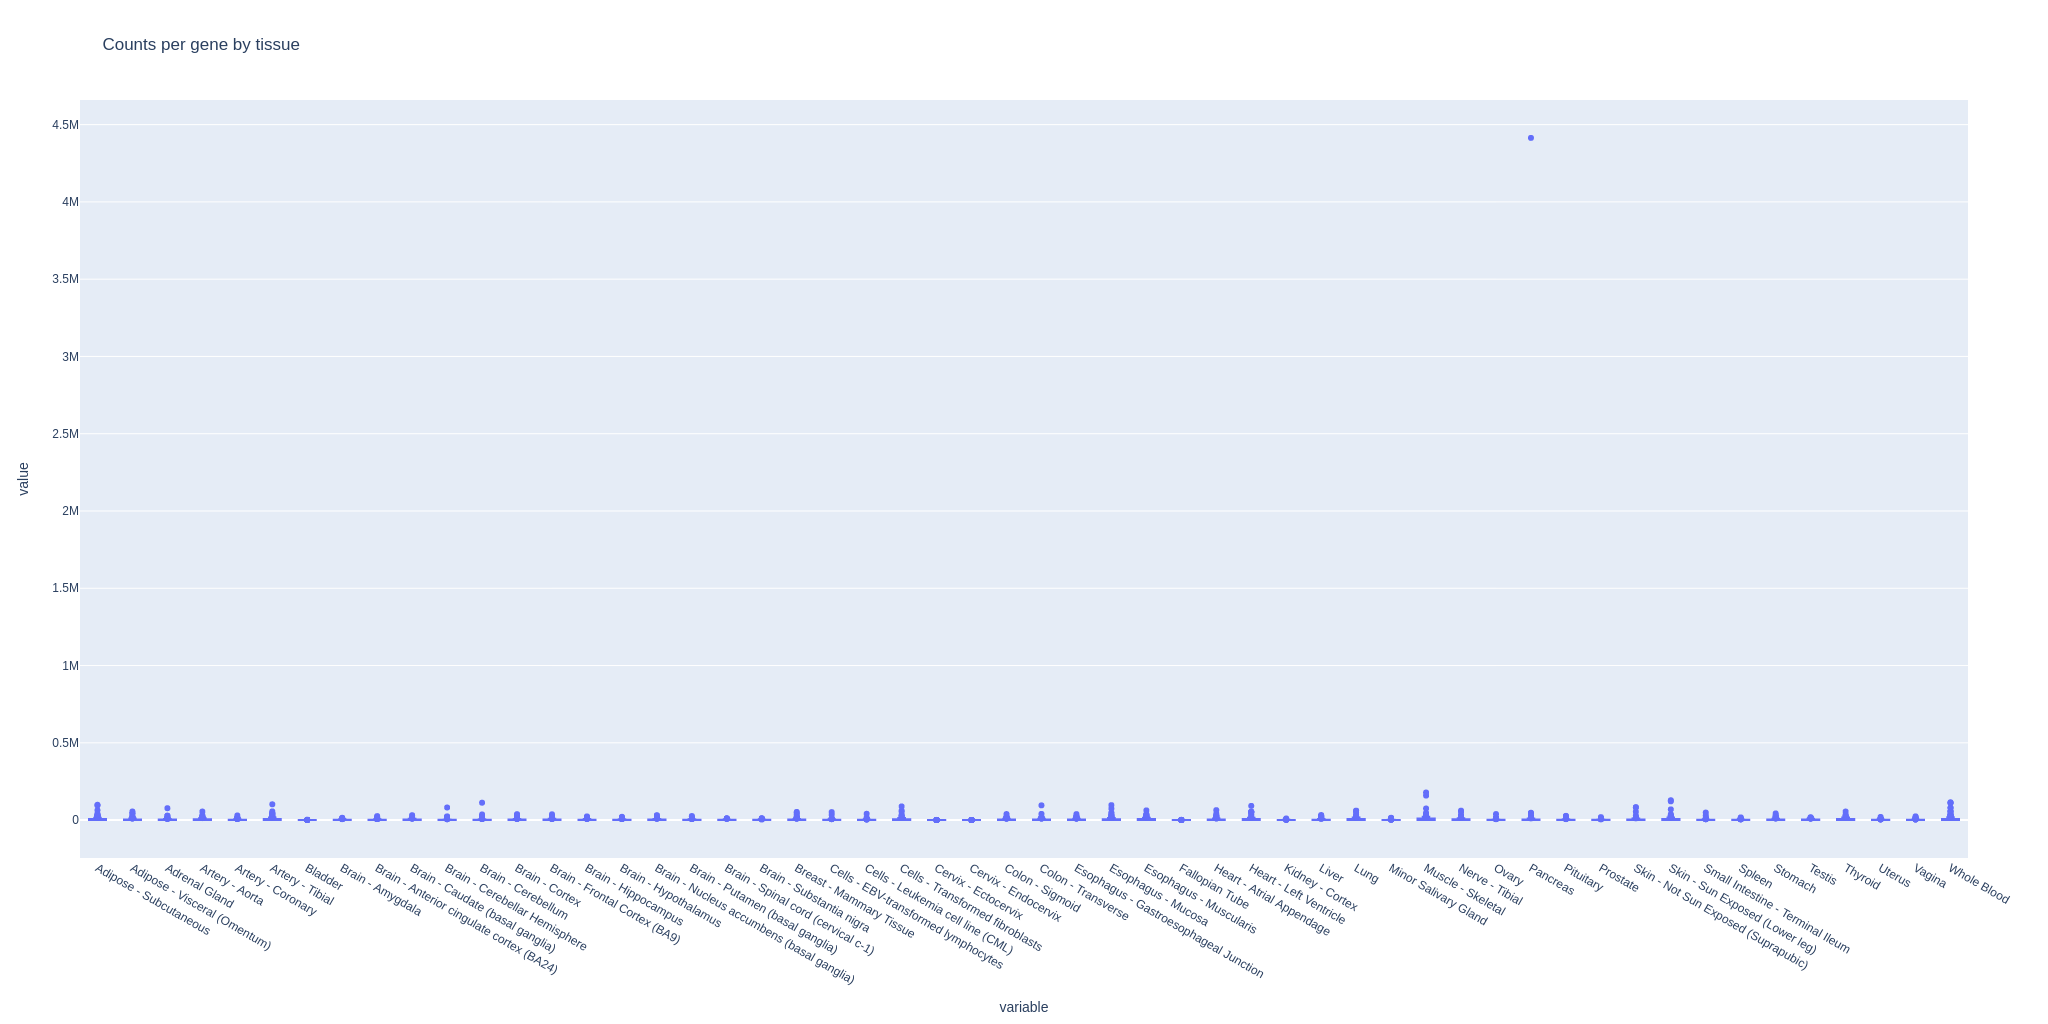 Counts per gene by tissue
4.5M
4M
3.5M
3M
2.5M
2M
1.5M
1M
0.5M
0
value
Adipose - Subcutaneous
Adipose - Visceral (Omentum)
Adrenal Gland
Artery - Aorta
Artery - Coronary
Artery - Tibial
Bladder
Brain - Amygdala
Brain - Anterior cingulate cortex (BA24)
Brain - Caudate (basal ganglia)
Brain - Cerebellar Hemisphere
Brain - Cerebellum
Brain - Cortex
Brain - Frontal Cortex (BA9)
Brain - Hippocampus
Brain - Hypothalamus
Brain - Nucleus accumbens (basal ganglia)
Brain - Putamen (basal ganglia)
Brain - Spinal cord (cervical c-1)
Brain - Substantia nigra
Breast - Mammary Tissue
Cells - EBV-transformed lymphocytes
Cells - Leukemia cell line (CML)
Cells - Transformed fibroblasts
Cervix - Ectocervix
Cervix - Endocervix
Colon - Sigmoid
Colon - Transverse
Esophagus - Gastroesophageal Junction
Esophagus - Mucosa
Esophagus - Muscularis
Fallopian Tube
Heart - Atrial Appendage
Heart - Left Ventricle
Kidney - Cortex
Liver
Lung
Minor Salivary Gland
Muscle - Skeletal
Nerve - Tibial
Ovary
Pancreas
Pituitary
Prostate
Skin - Not Sun Exposed (Suprapubic)
Skin - Sun Exposed (Lower leg)
Small Intestine - Terminal Ileum
Spleen
Stomach
Testis
Thyroid
Uterus
Vagina
Whole Blood
variable